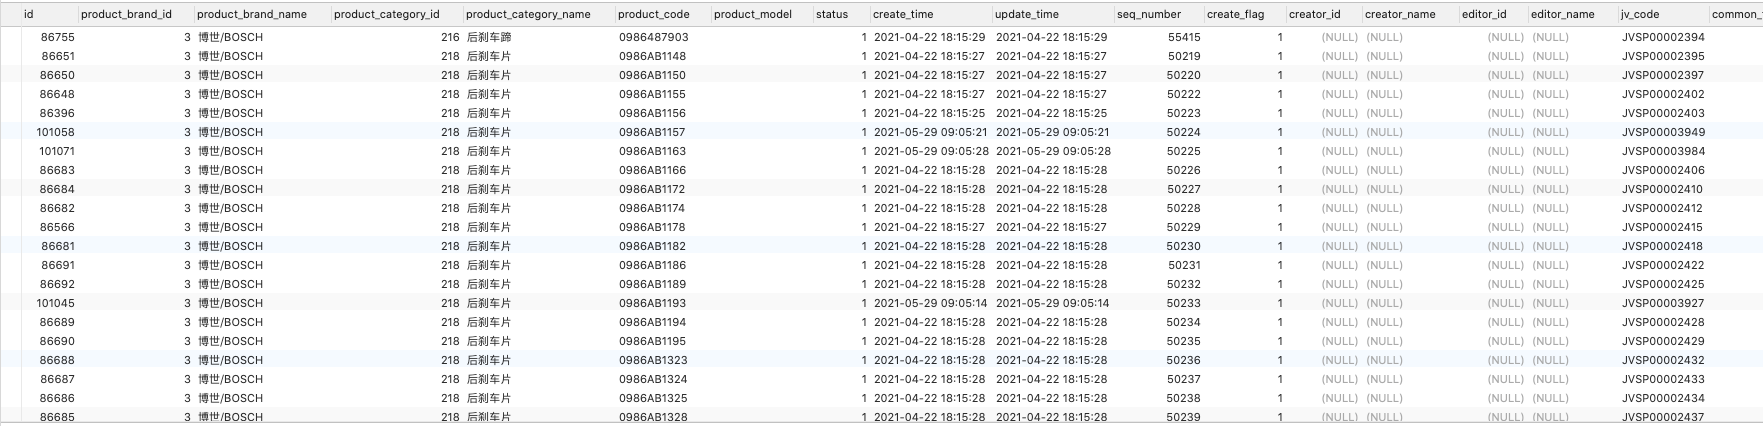 id product_brand_id product_brand_name product_category_id product_category_name product_code product_model status create_time update_time seq_number create_flag creator_id creator_name editor_id editor_name jv_code common_
86755 3 博世/BOSCH 216 后刹车蹄 0986487903 1 2021-04-22 18:15:29 2021-04-22 18:15:29 55415 1 (NULL) (NULL) (NULL) (NULL) JVSP00002394
86651 3 博世/BOSCH 218 后刹车片 0986AB1148 1 2021-04-22 18:15:27 2021-04-22 18:15:27 50219 1 (NULL) (NULL) (NULL) (NULL) JVSP00002395
86650 3 博世/BOSCH 218 后刹车片 0986AB1150 1 2021-04-22 18:15:27 2021-04-22 18:15:27 50220 1 (NULL) (NULL) (NULL) (NULL) JVSP00002397
86648 3 博世/BOSCH 218 后刹车片 0986AB1155 1 2021-04-22 18:15:27 2021-04-22 18:15:27 50222 1 (NULL) (NULL) (NULL) (NULL) JVSP00002402
86396 3 博世/BOSCH 218 后刹车片 0986AB1156 1 2021-04-22 18:15:25 2021-04-22 18:15:25 50223 1 (NULL) (NULL) (NULL) (NULL) JVSP00002403
101058 3 博世/BOSCH 218 后刹车片 0986AB1157 1 2021-05-29 09:05:21 2021-05-29 09:05:21 50224 1 (NULL) (NULL) (NULL) (NULL) JVSP00003949
101071 3 博世/BOSCH 218 后刹车片 0986AB1163 1 2021-05-29 09:05:28 2021-05-29 09:05:28 50225 1 (NULL) (NULL) (NULL) (NULL) JVSP00003984
86683 3 博世/BOSCH 218 后刹车片 0986AB1166 1 2021-04-22 18:15:28 2021-04-22 18:15:28 50226 1 (NULL) (NULL) (NULL) (NULL) JVSP00002406
86684 3 博世/BOSCH 218 后刹车片 0986AB1172 1 2021-04-22 18:15:28 2021-04-22 18:15:28 50227 1 (NULL) (NULL) (NULL) (NULL) JVSP00002410
86682 3 博世/BOSCH 218 后刹车片 0986AB1174 1 2021-04-22 18:15:28 2021-04-22 18:15:28 50228 1 (NULL) (NULL) (NULL) (NULL) JVSP00002412
86566 3 博世/BOSCH 218 后刹车片 0986AB1178 1 2021-04-22 18:15:27 2021-04-22 18:15:27 50229 1 (NULL) (NULL) (NULL) (NULL) JVSP00002415
86681 3 博世/BOSCH 218 后刹车片 0986AB1182 1 2021-04-22 18:15:28 2021-04-22 18:15:28 50230 1 (NULL) (NULL) (NULL) (NULL) JVSP00002418
86691 3 博世/BOSCH 218 后刹车片 0986AB1186 1 2021-04-22 18:15:28 2021-04-22 18:15:28 50231 1 (NULL) (NULL) (NULL) (NULL) JVSP00002422
86692 3 博世/BOSCH 218 后刹车片 0986AB1189 1 2021-04-22 18:15:28 2021-04-22 18:15:28 50232 1 (NULL) (NULL) (NULL) (NULL) JVSP00002425
101045 3 博世/BOSCH 218 后刹车片 0986AB1193 1 2021-05-29 09:05:14 2021-05-29 09:05:14 50233 1 (NULL) (NULL) (NULL) (NULL) JVSP00003927
86689 3 博世/BOSCH 218 后刹车片 0986AB1194 1 2021-04-22 18:15:28 2021-04-22 18:15:28 50234 1 (NULL) (NULL) (NULL) (NULL) JVSP00002428
86690 3 博世/BOSCH 218 后刹车片 0986AB1195 1 2021-04-22 18:15:28 2021-04-22 18:15:28 50235 1 (NULL) (NULL) (NULL) (NULL) JVSP00002429
86688 3 博世/BOSCH 218 后刹车片 0986AB1323 1 2021-04-22 18:15:28 2021-04-22 18:15:28 50236 1 (NULL) (NULL) (NULL) (NULL) JVSP00002432
86687 3 博世/BOSCH 218 后刹车片 0986AB1324 1 2021-04-22 18:15:28 2021-04-22 18:15:28 50237 1 (NULL) (NULL) (NULL) (NULL) JVSP00002433
86686 3 博世/BOSCH 218 后刹车片 0986AB1325 1 2021-04-22 18:15:28 2021-04-22 18:15:28 50238 1 (NULL) (NULL) (NULL) (NULL) JVSP00002434
86685 3 博世/BOSCH 218 后刹车片 0986AB1328 1 2021-04-22 18:15:28 2021-04-22 18:15:28 50239 1 (NULL) (NULL) (NULL) (NULL) JVSP00002437